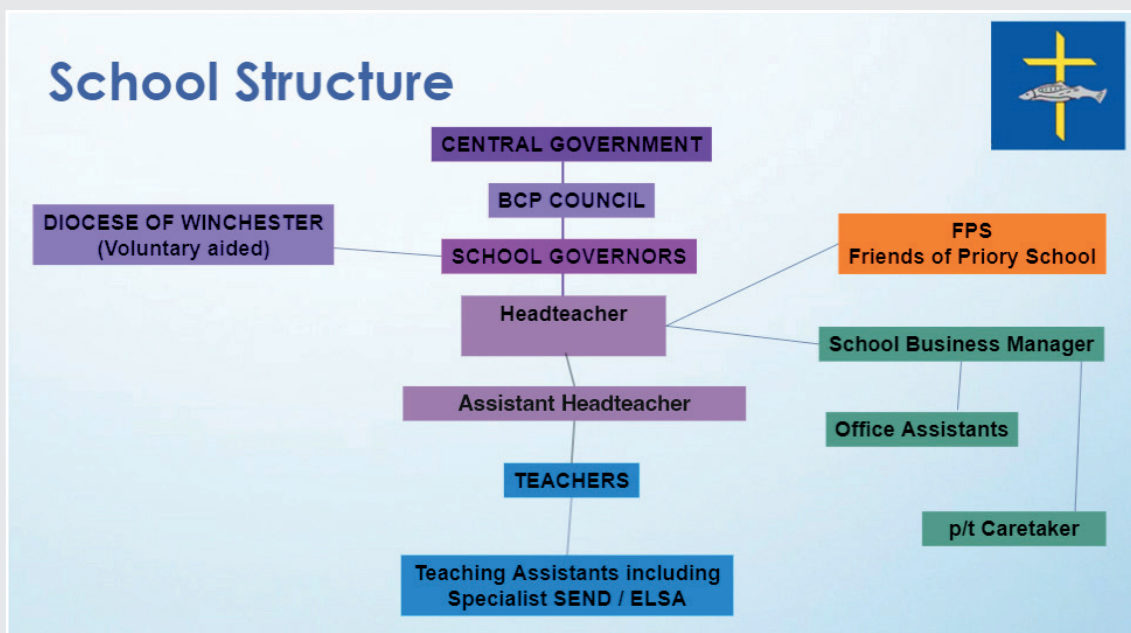 School Structure
CENTRAL GOVERNMENT
BCP COUNCIL
DIOCESE OF WINCHESTER
(Voluntary aided)
SCHOOL GOVERNORS
FPS
Friends of Priory School
Headteacher
School Business Manager
Assistant Headteacher
Office Assistants
TEACHERS
p/t Caretaker
Teaching Assistants including
Specialist SEND / ELSA